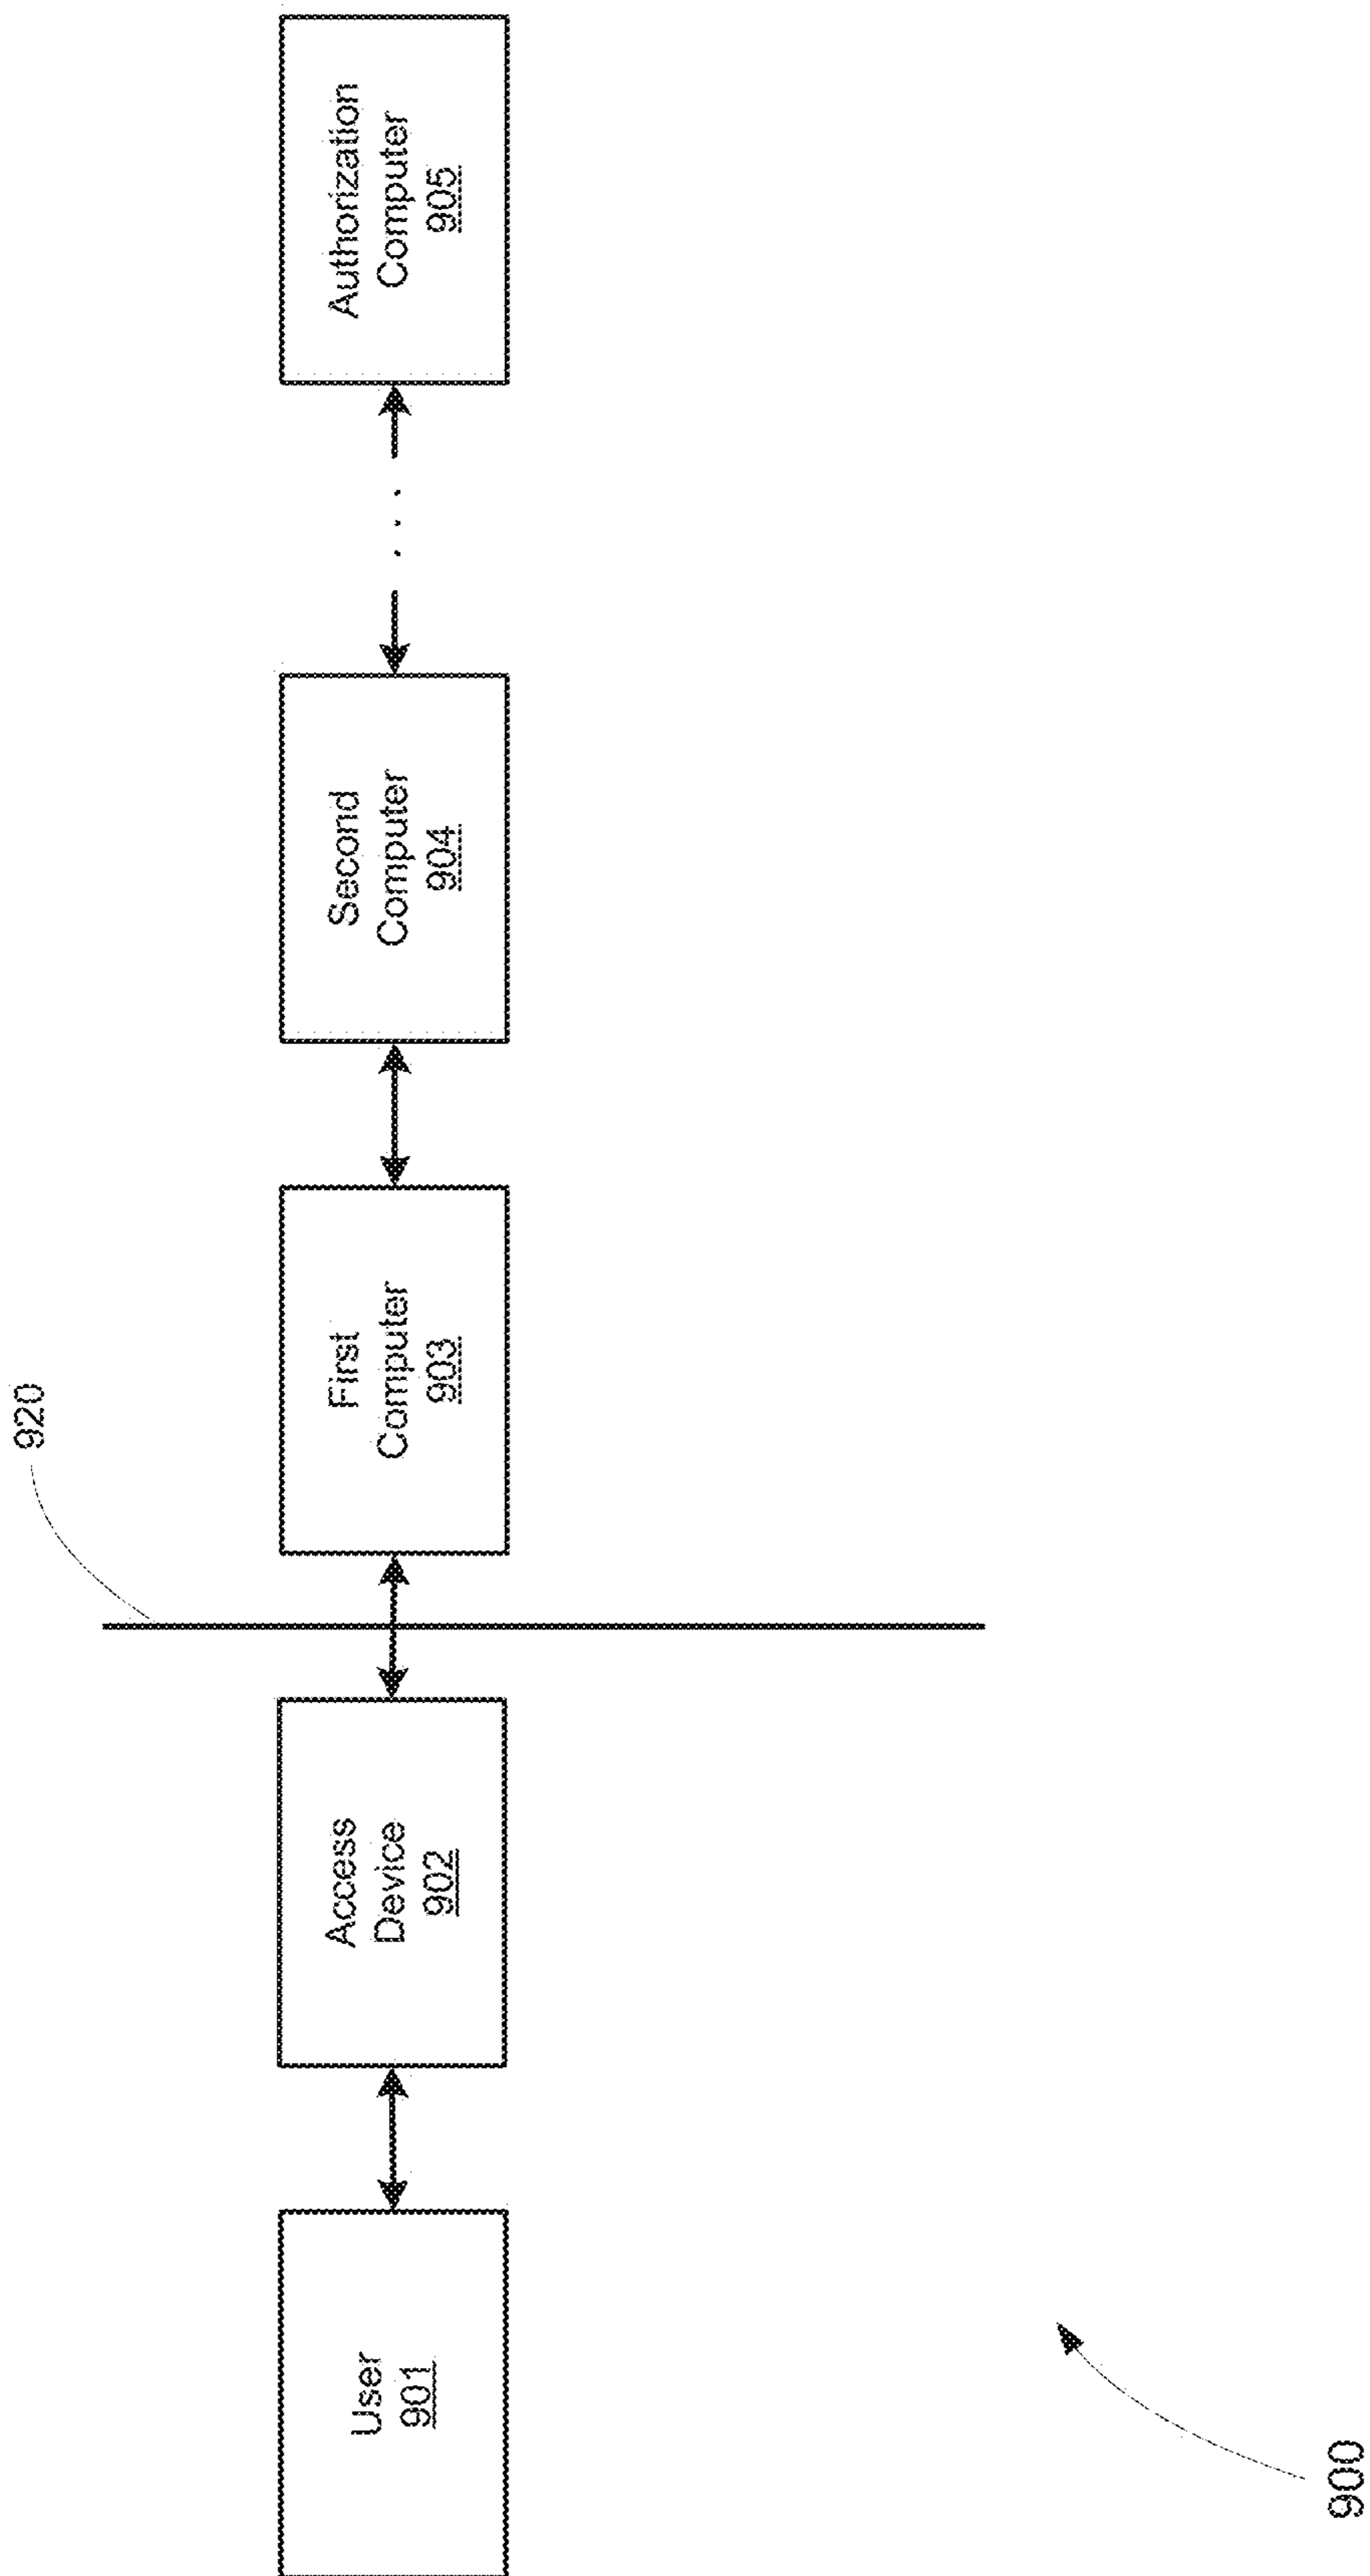 920
User
901
Access
Device
902
First
Computer
903
Second
Computer
904
Authorization
Computer
905
900